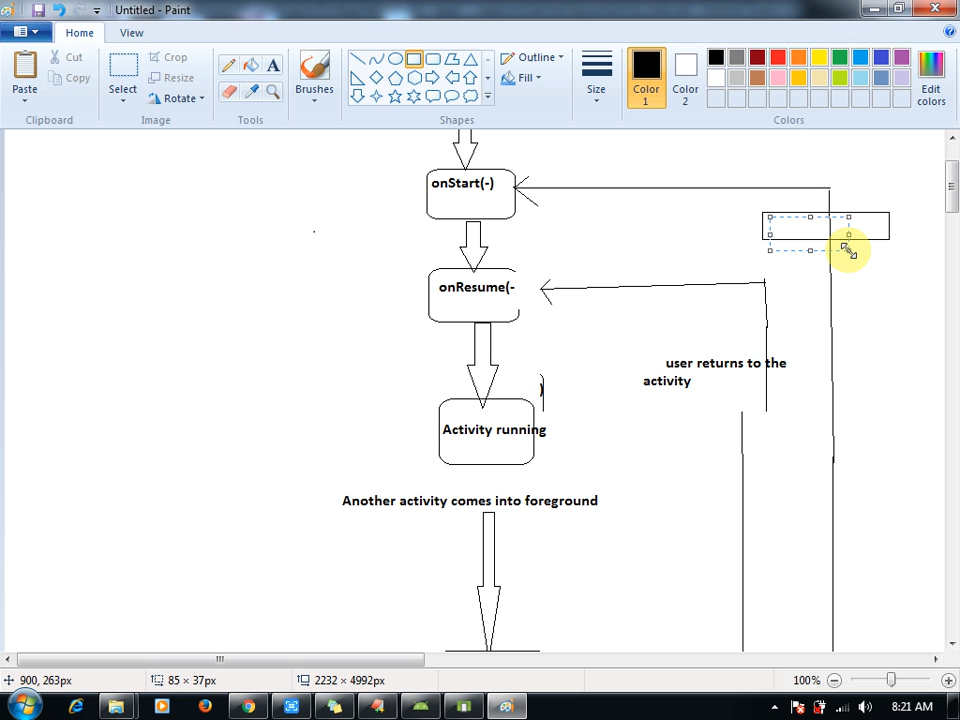 Untitled - Paint
Home View
Paste
Cut
Copy
Clipboard
Select
Crop
Resize
Rotate
Image
A
Tools
Brushes
Outline
Fill
Shapes
Size
Color 1
Color 2
Edit colors
Colors
onStart(-)
onResume(-
user returns to the
activity
)
Activity running
Another activity comes into foreground
900, 263px
85 × 37px
2232 × 4992px
100%
8:21 AM